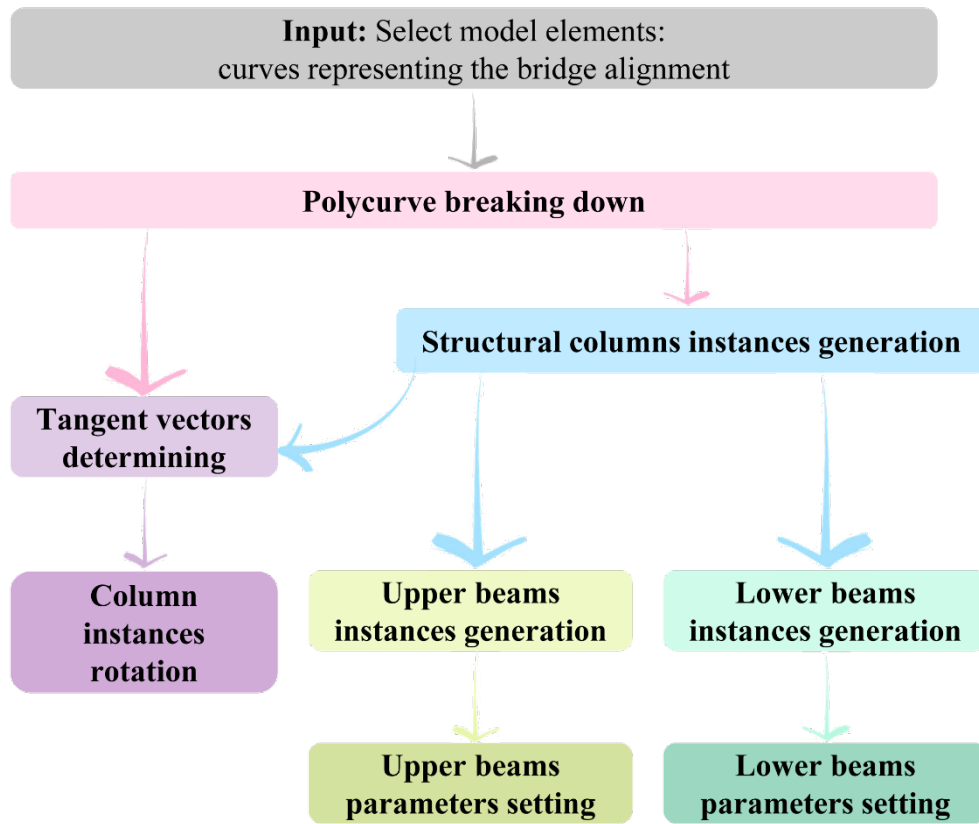 Input: Select model elements:
curves representing the bridge alignment
Polycurve breaking down
Structural columns instances generation
Tangent vectors
determining
Column
instances
rotation
Upper beams
instances generation
Lower beams
instances generation
Upper beams
parameters setting
Lower beams
parameters setting